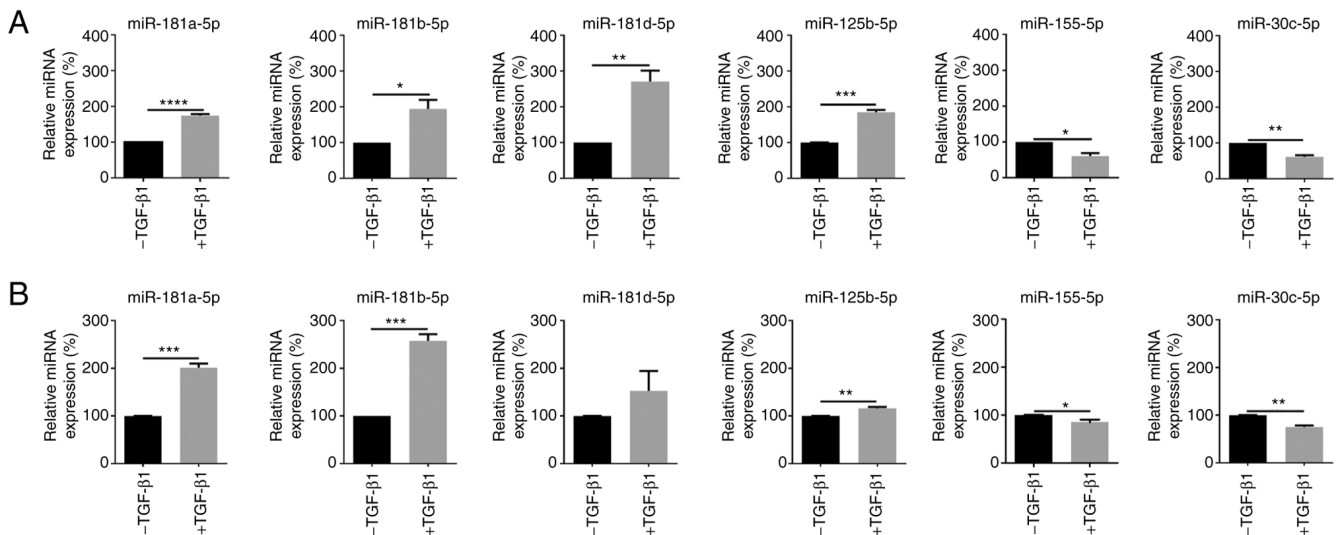 A
miR-181a-5p
Relative miRNA
expression (%)
400
300
200
100
0
****
−TGF-β1
+TGF-β1
miR-181b-5p
Relative miRNA
expression (%)
400
300
200
100
0
*
−TGF-β1
+TGF-β1
miR-181d-5p
Relative miRNA
expression (%)
400
300
200
100
0
**
−TGF-β1
+TGF-β1
miR-125b-5p
Relative miRNA
expression (%)
400
300
200
100
0
***
−TGF-β1
+TGF-β1
miR-155-5p
Relative miRNA
expression (%)
400
300
200
100
0
*
−TGF-β1
+TGF-β1
miR-30c-5p
Relative miRNA
expression (%)
400
300
200
100
0
**
−TGF-β1
+TGF-β1
B
miR-181a-5p
Relative miRNA
expression (%)
300
200
100
0
***
−TGF-β1
+TGF-β1
miR-181b-5p
Relative miRNA
expression (%)
300
200
100
0
***
−TGF-β1
+TGF-β1
miR-181d-5p
Relative miRNA
expression (%)
300
200
100
0
−TGF-β1
+TGF-β1
miR-125b-5p
Relative miRNA
expression (%)
300
200
100
0
**
−TGF-β1
+TGF-β1
miR-155-5p
Relative miRNA
expression (%)
300
200
100
0
*
−TGF-β1
+TGF-β1
miR-30c-5p
Relative miRNA
expression (%)
300
200
100
0
**
−TGF-β1
+TGF-β1